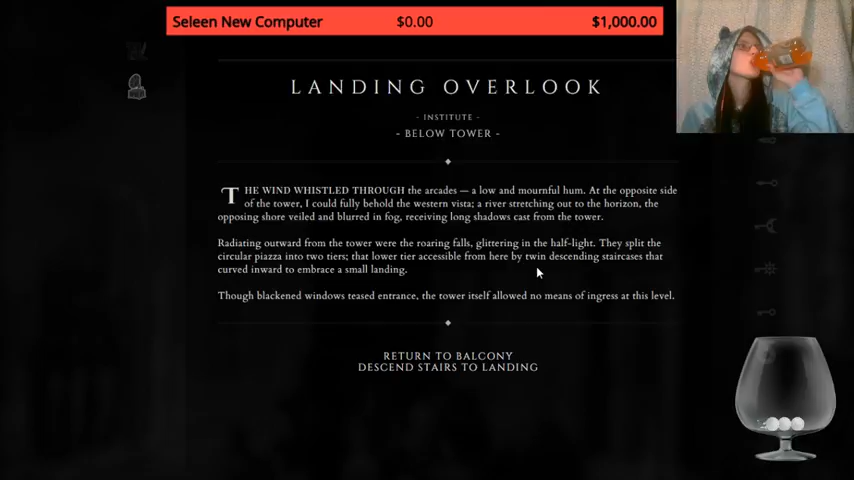 Seleen New Computer $0.00 $1,000.00
LANDING OVERLOOK
- INSTITUTE -
- BELOW TOWER -
THE WIND WHISTLED THROUGH the arcades — a low and mournful hum. At the opposite side
of the tower, I could fully behold the western vista; a river stretching out to the horizon, the
opposing shore veiled and blurred in fog, receiving long shadows cast from the tower.
Radiating outward from the tower were the roaring falls, glittering in the half-light. They split the
circular piazza into two tiers; that lower tier accessible from here by twin descending staircases that
curved inward to embrace a small landing.
Though blackened windows teased entrance, the tower itself allowed no means of ingress at this level.
RETURN TO BALCONY
DESCEND STAIRS TO LANDING